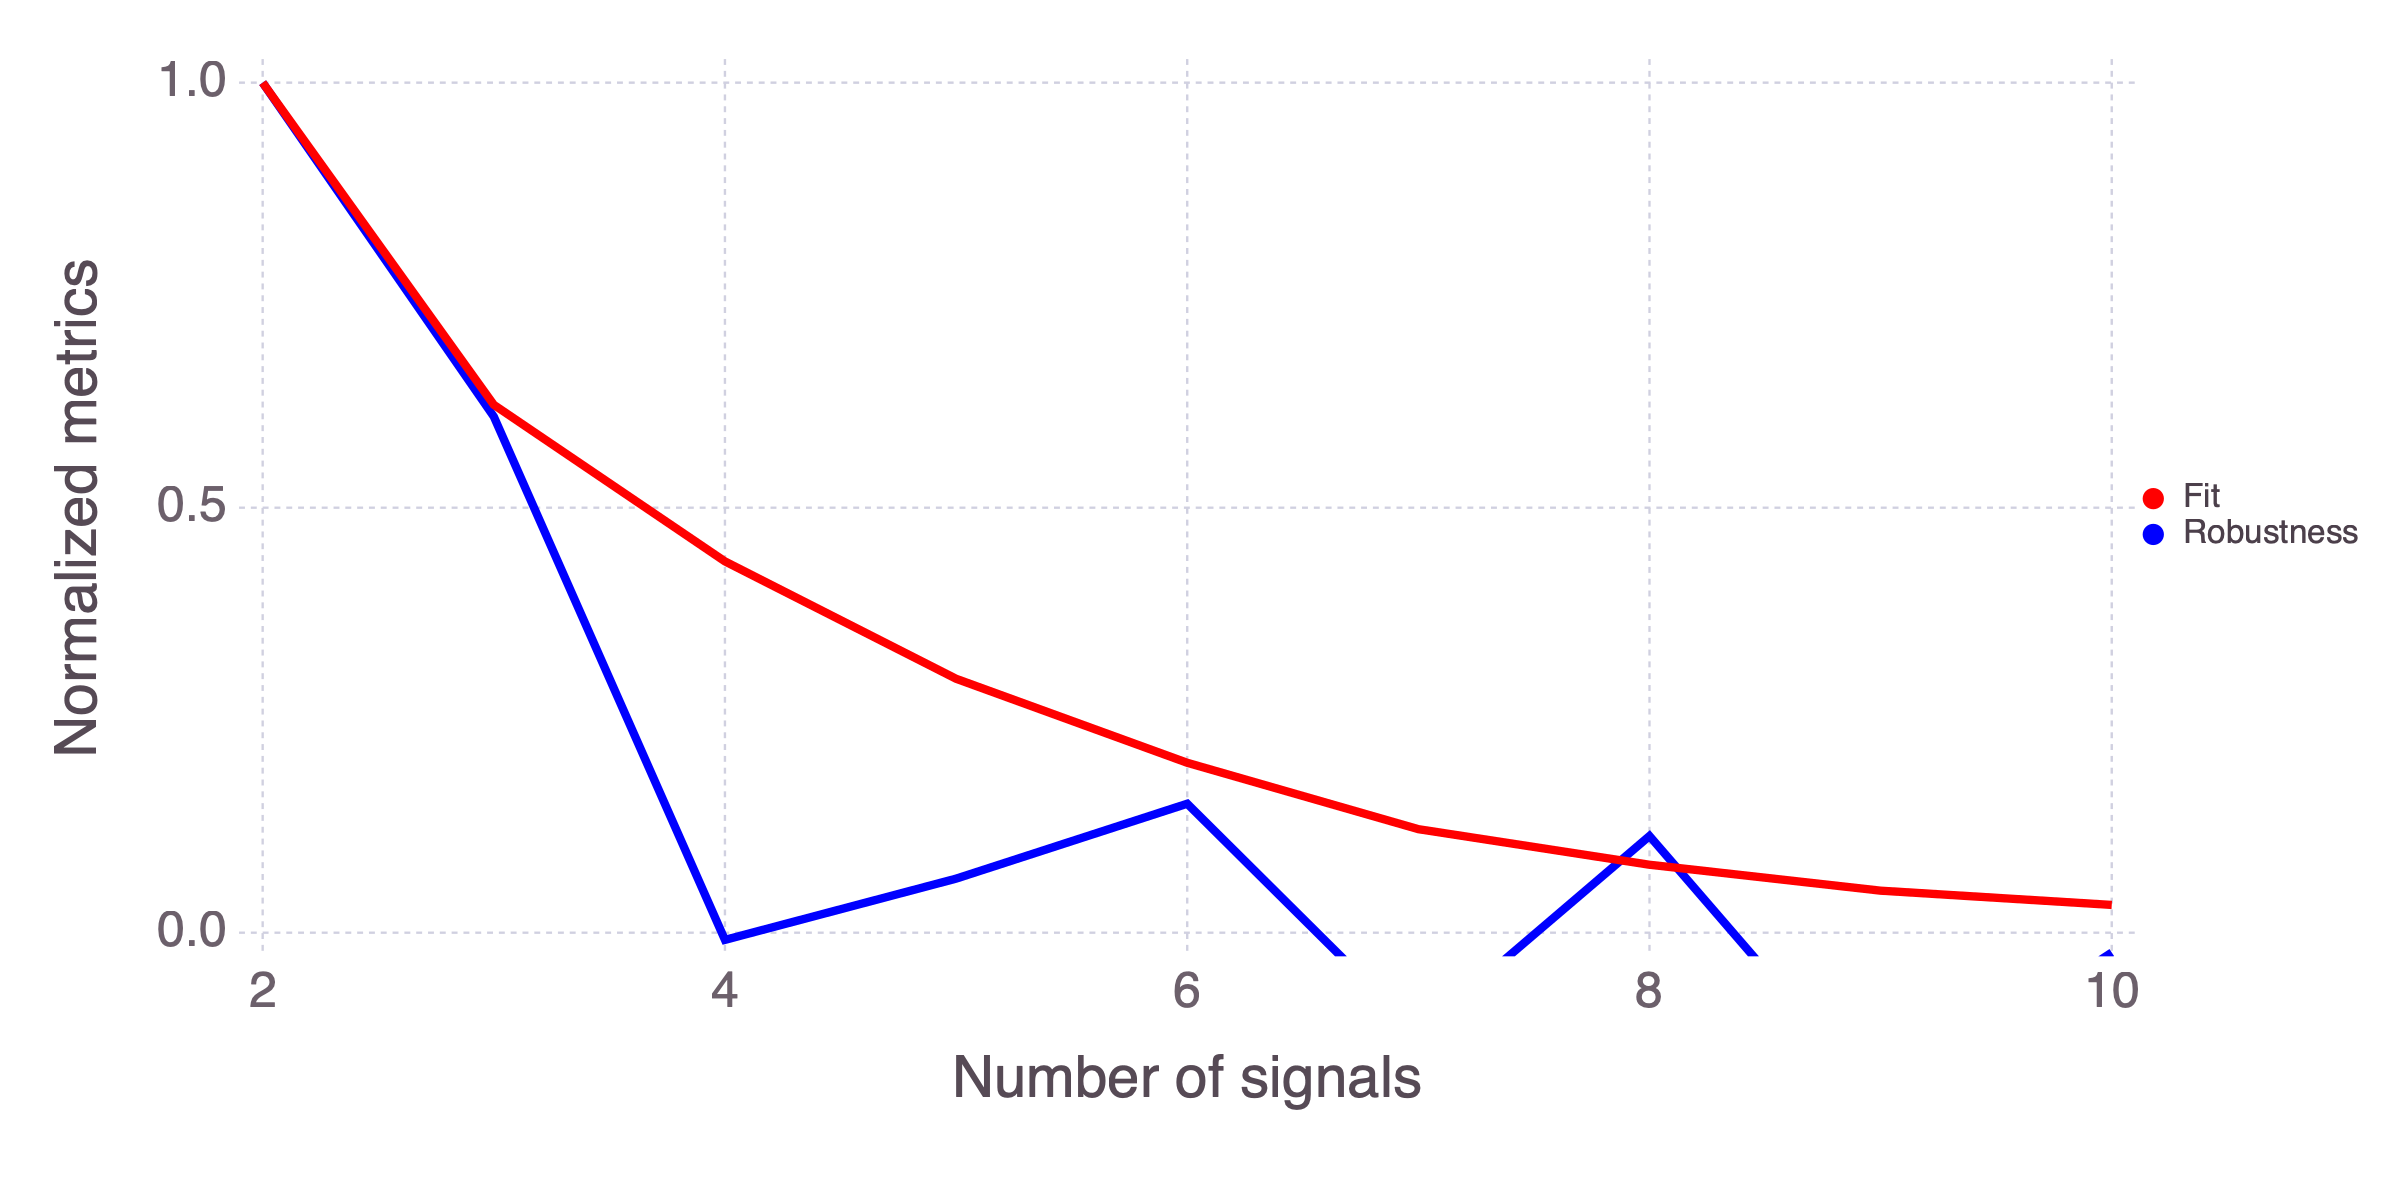 Normalized metrics
1.0
0.5
0.0
2 4 6 8 10
Number of signals
Fit
Robustness